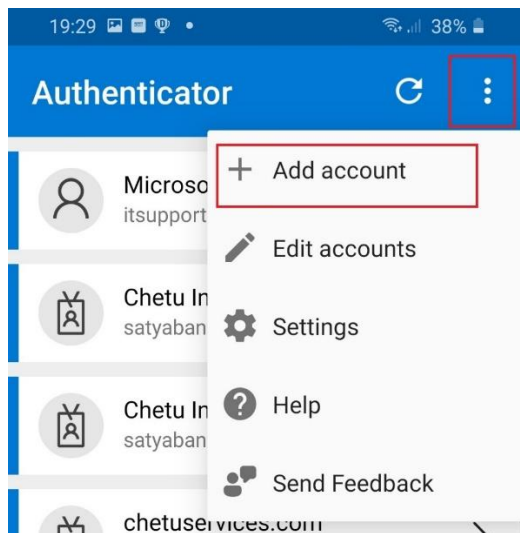 19:29 38%
Authenticator
Add account
Microso
itsupport
Edit accounts
Chetu In
satyaban
Settings
Chetu In
satyaban
Help
Send Feedback
chetuservices.com